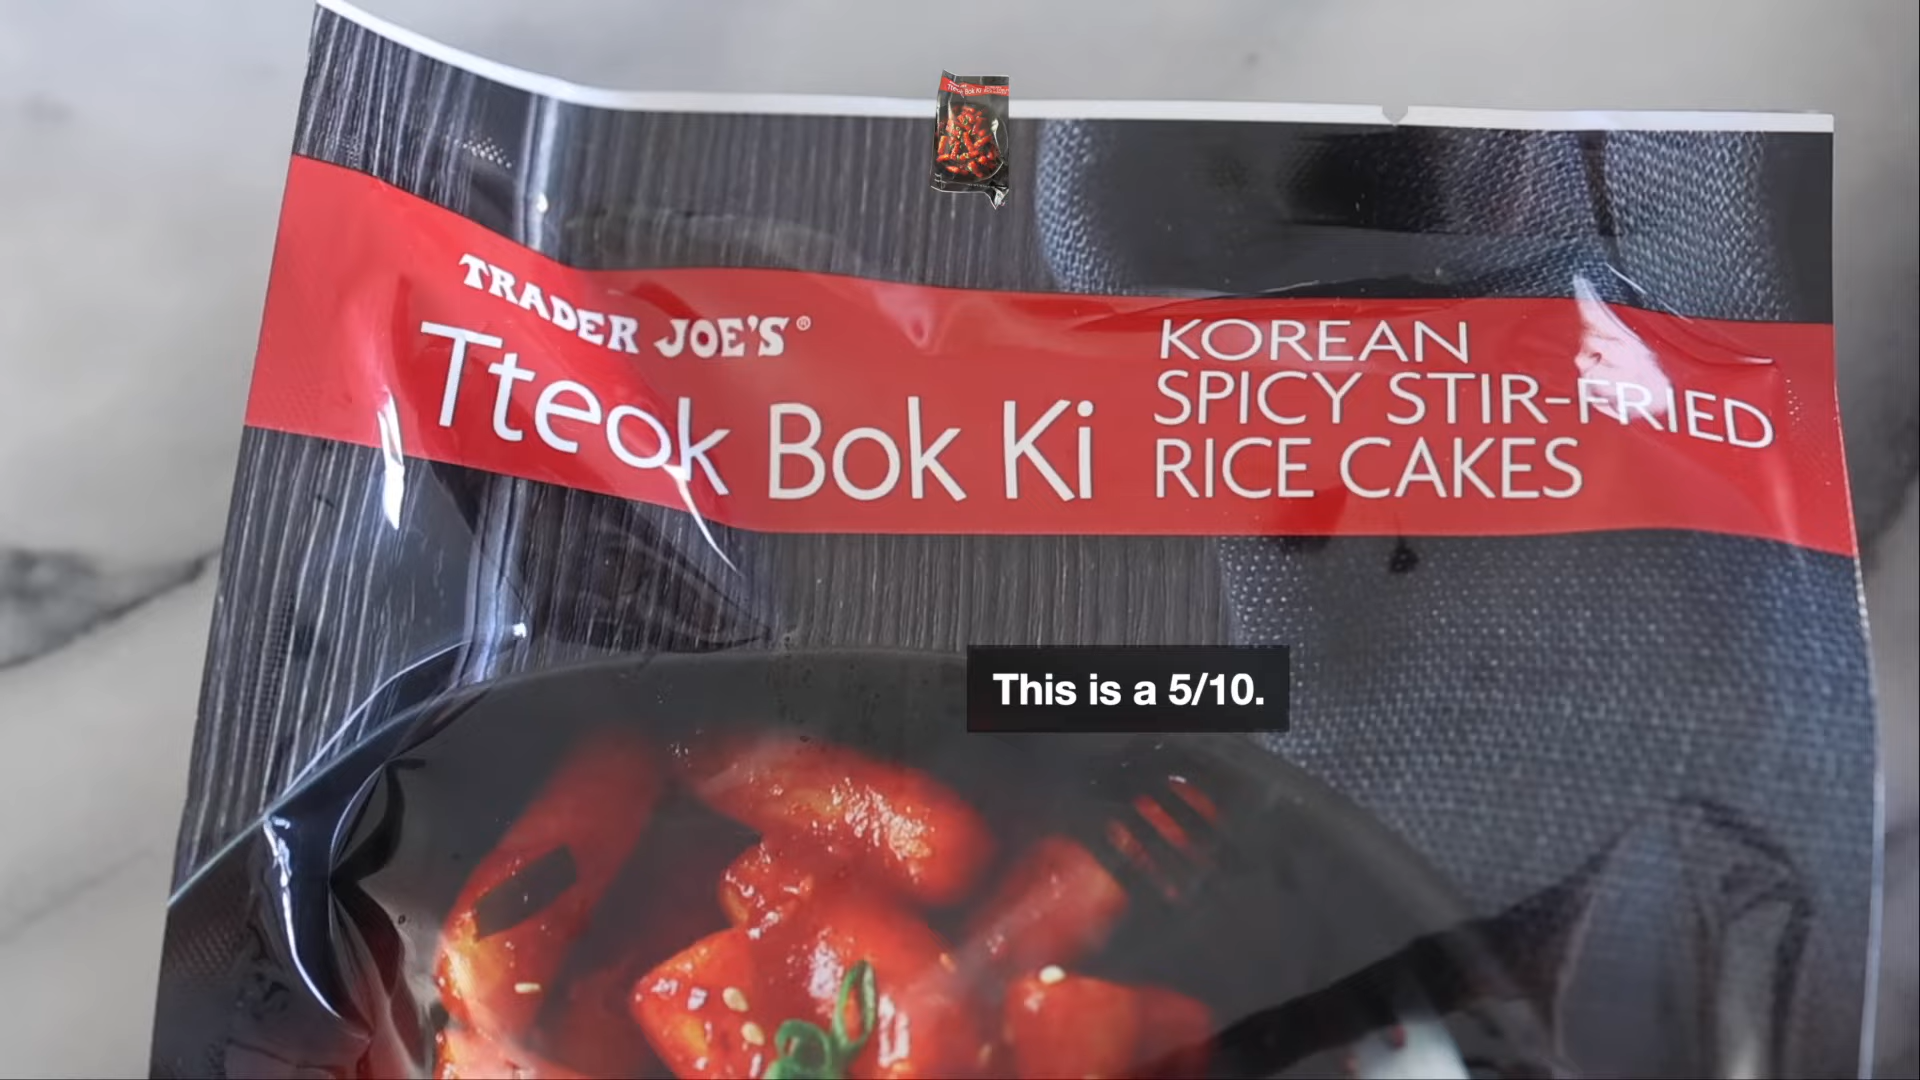 TRADER JOE'S®
Tteok Bok Ki
KOREAN
SPICY STIR-FRIED
RICE CAKES
This is a 5/10.